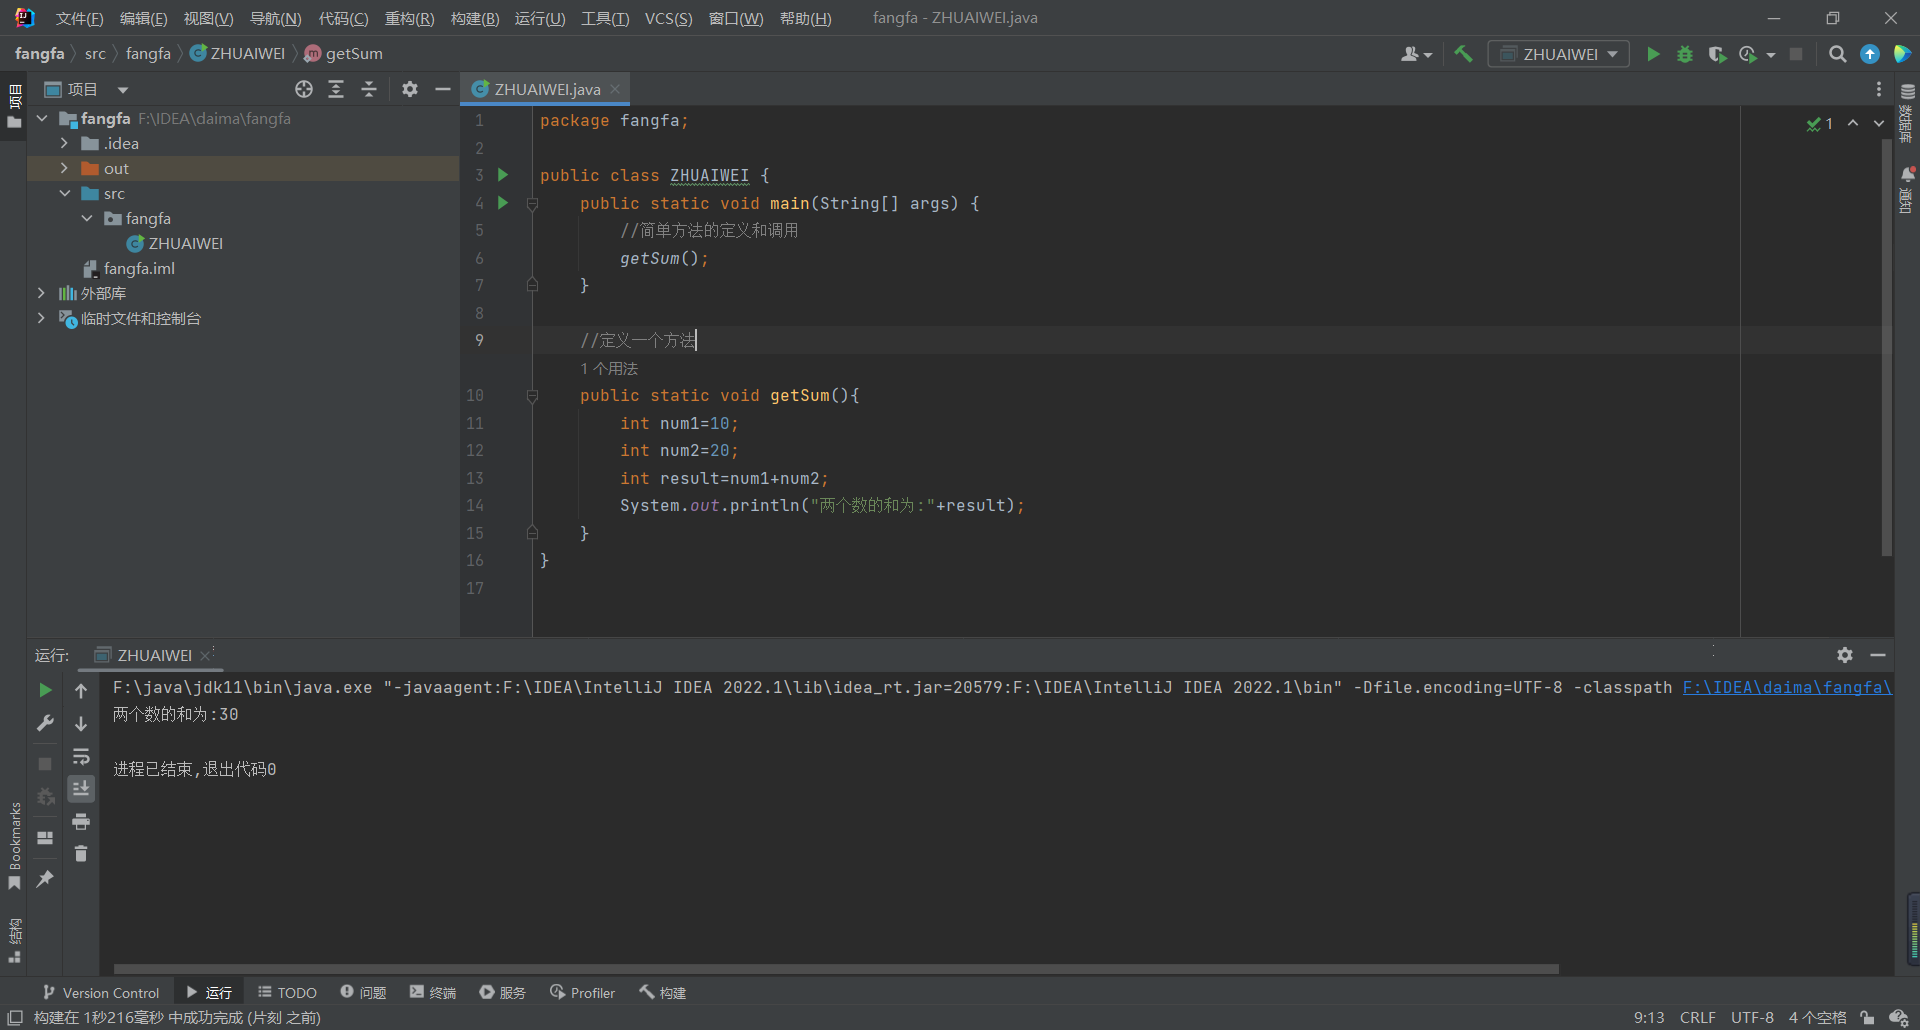 文件(F) 编辑(E) 视图(V) 导航(N) 代码(C) 重构(R) 构建(B) 运行(U) 工具(T) VCS(S) 窗口(W) 帮助(H) fangfa - ZHUAIWEI.java
fangfa src fangfa ZHUAIWEI getSum ZHUAIWEI
项目
项目
ZHUAIWEI.java
fangfa F:\IDEA\daima\fangfa
.idea
out
src
fangfa
ZHUAIWEI
fangfa.iml
外部库
临时文件和控制台
1 package fangfa;
2
3 public class ZHUAIWEI {
4 public static void main(String[] args) {
5 //简单方法的定义和调用
6 getSum();
7 }
8
9 //定义一个方法
1 个用法
10 public static void getSum(){
11 int num1=10;
12 int num2=20;
13 int result=num1+num2;
14 System.out.println("两个数的和为:"+result);
15 }
16 }
17
1
数据库
通知
运行: ZHUAIWEI
F:\java\jdk11\bin\java.exe "-javaagent:F:\IDEA\IntelliJ IDEA 2022.1\lib\idea_rt.jar=20579:F:\IDEA\IntelliJ IDEA 2022.1\bin" -Dfile.encoding=UTF-8 -classpath F:\IDEA\daima\fangfa\
两个数的和为:30
进程已结束,退出代码0
Bookmarks
结构
Version Control 运行 TODO 问题 终端 服务 Profiler 构建
构建在 1秒216毫秒 中成功完成 (片刻 之前) 9:13 CRLF UTF-8 4 个空格